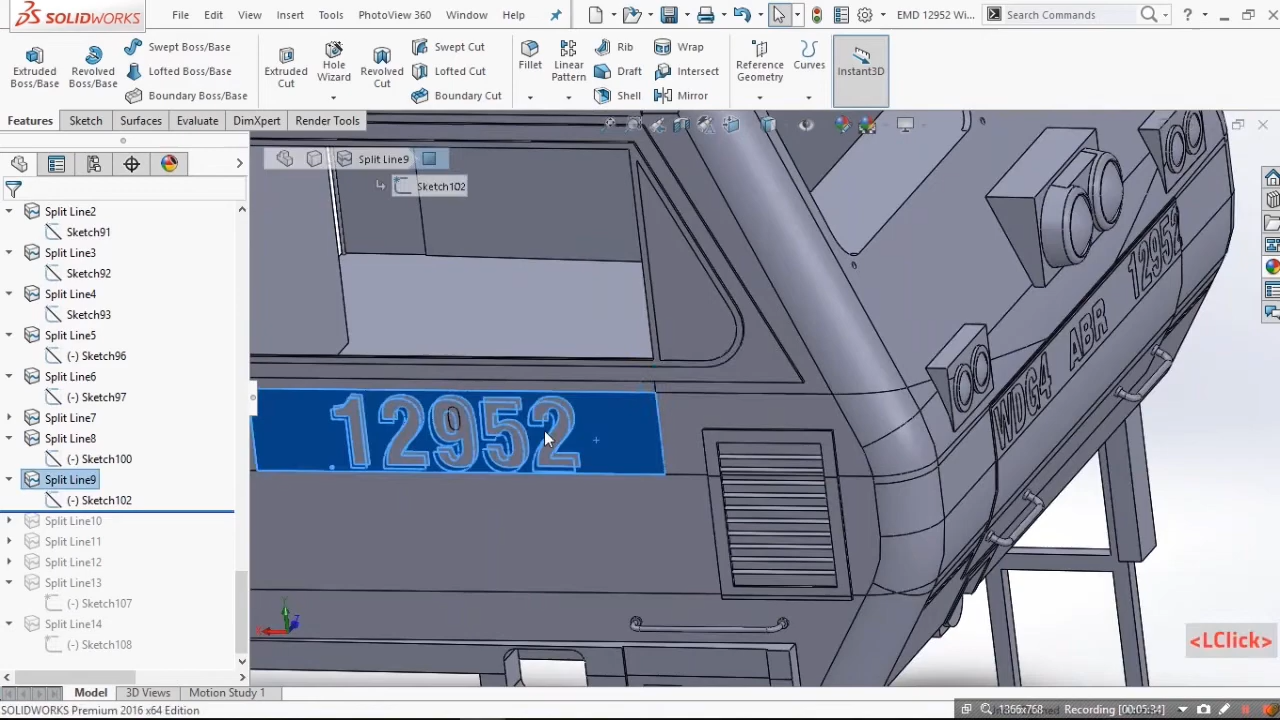 SOLIDWORKS File Edit View Insert Tools PhotoView 360 Window Help EMD 12952 Wi... Search Commands
Extruded Boss/Base Revolved Boss/Base Swept Boss/Base Lofted Boss/Base Boundary Boss/Base Extruded Cut Hole Wizard Revolved Cut Swept Cut Lofted Cut Boundary Cut Fillet Linear Pattern Rib Draft Shell Wrap Intersect Mirror Reference Geometry Curves Instant3D
Features Sketch Surfaces Evaluate DimXpert Render Tools
Split Line9
Sketch102
Split Line2
Sketch91
Split Line3
Sketch92
Split Line4
Sketch93
Split Line5
(-) Sketch96
Split Line6
(-) Sketch97
Split Line7
Split Line8
(-) Sketch100
Split Line9
(-) Sketch102
Split Line10
Split Line11
Split Line12
Split Line13
(-) Sketch107
Split Line14
(-) Sketch108
12952
WDG4 ABR 12952
<LClick>
Model 3D Views Motion Study 1
SOLIDWORKS Premium 2016 x64 Edition
1366x768 Recording [00:05:34]